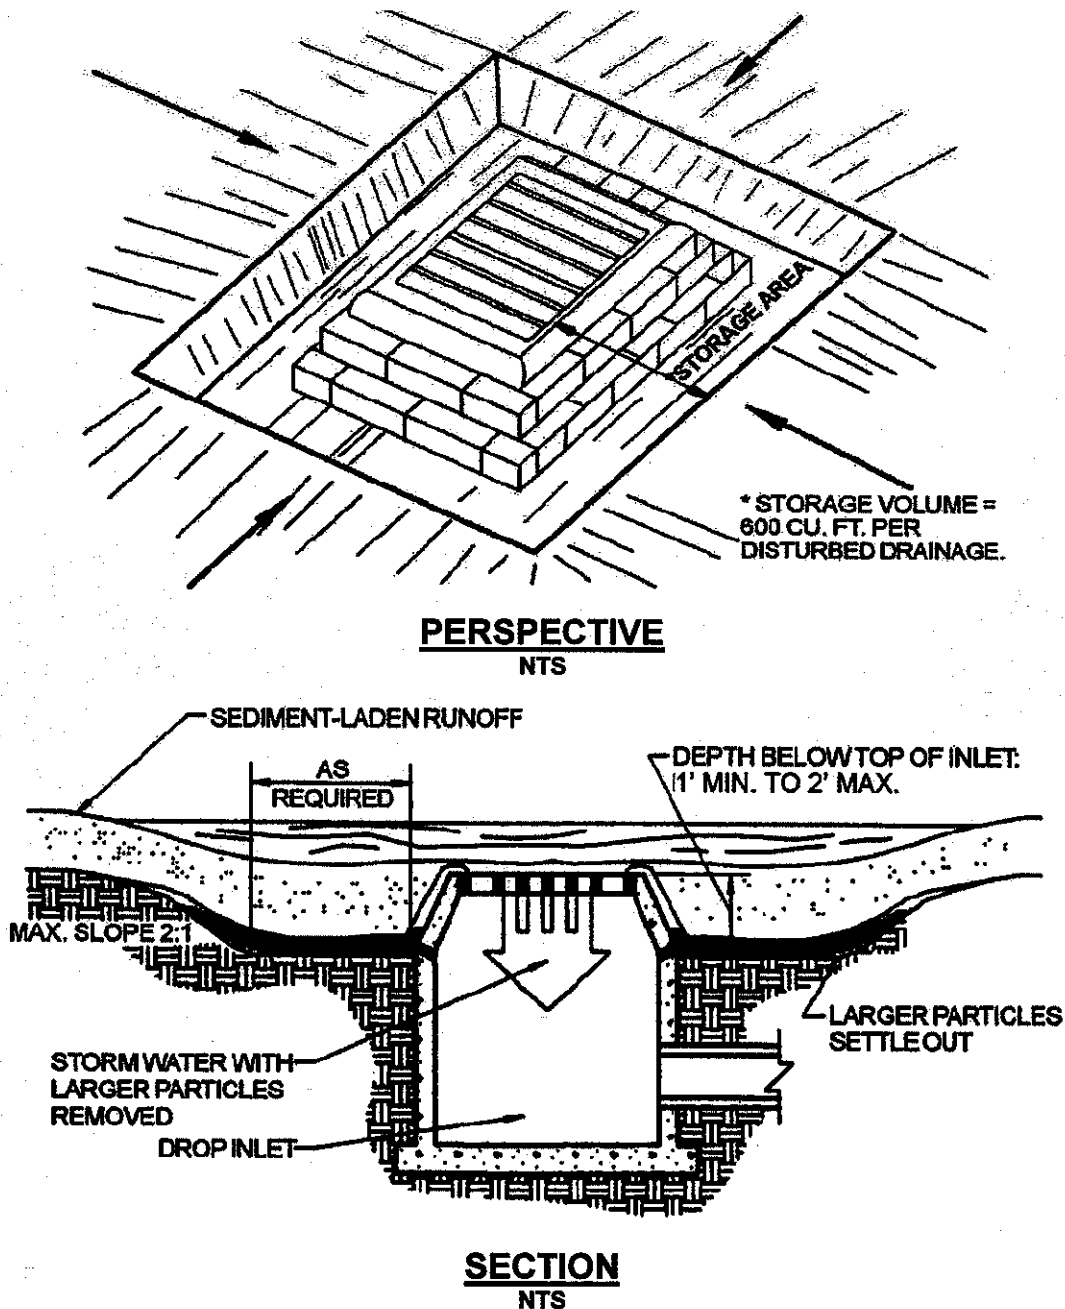 STORAGE AREA
* STORAGE VOLUME =
600 CU. FT. PER
DISTURBED DRAINAGE.
PERSPECTIVE
NTS
SEDIMENT-LADEN RUNOFF
AS
REQUIRED
DEPTH BELOW TOP OF INLET:
1' MIN. TO 2' MAX.
MAX. SLOPE 2:1
LARGER PARTICLES
SETTLE OUT
STORM WATER WITH
LARGER PARTICLES
REMOVED
DROP INLET
SECTION
NTS